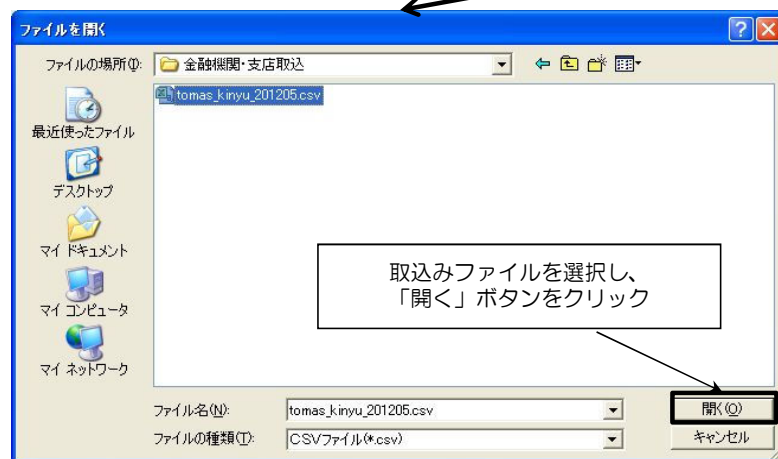 ファイルを開く
ファイルの場所(I):
金融機関・支店取込
tomas_kinyu_201205.csv
最近使ったファイル
デスクトップ
マイ ドキュメント
マイ コンピュータ
マイ ネットワーク
取込みファイルを選択し、
「開く」ボタンをクリック
ファイル名(N):
tomas_kinyu_201205.csv
開く(O)
ファイルの種類(T):
CSVファイル(*.csv)
キャンセル